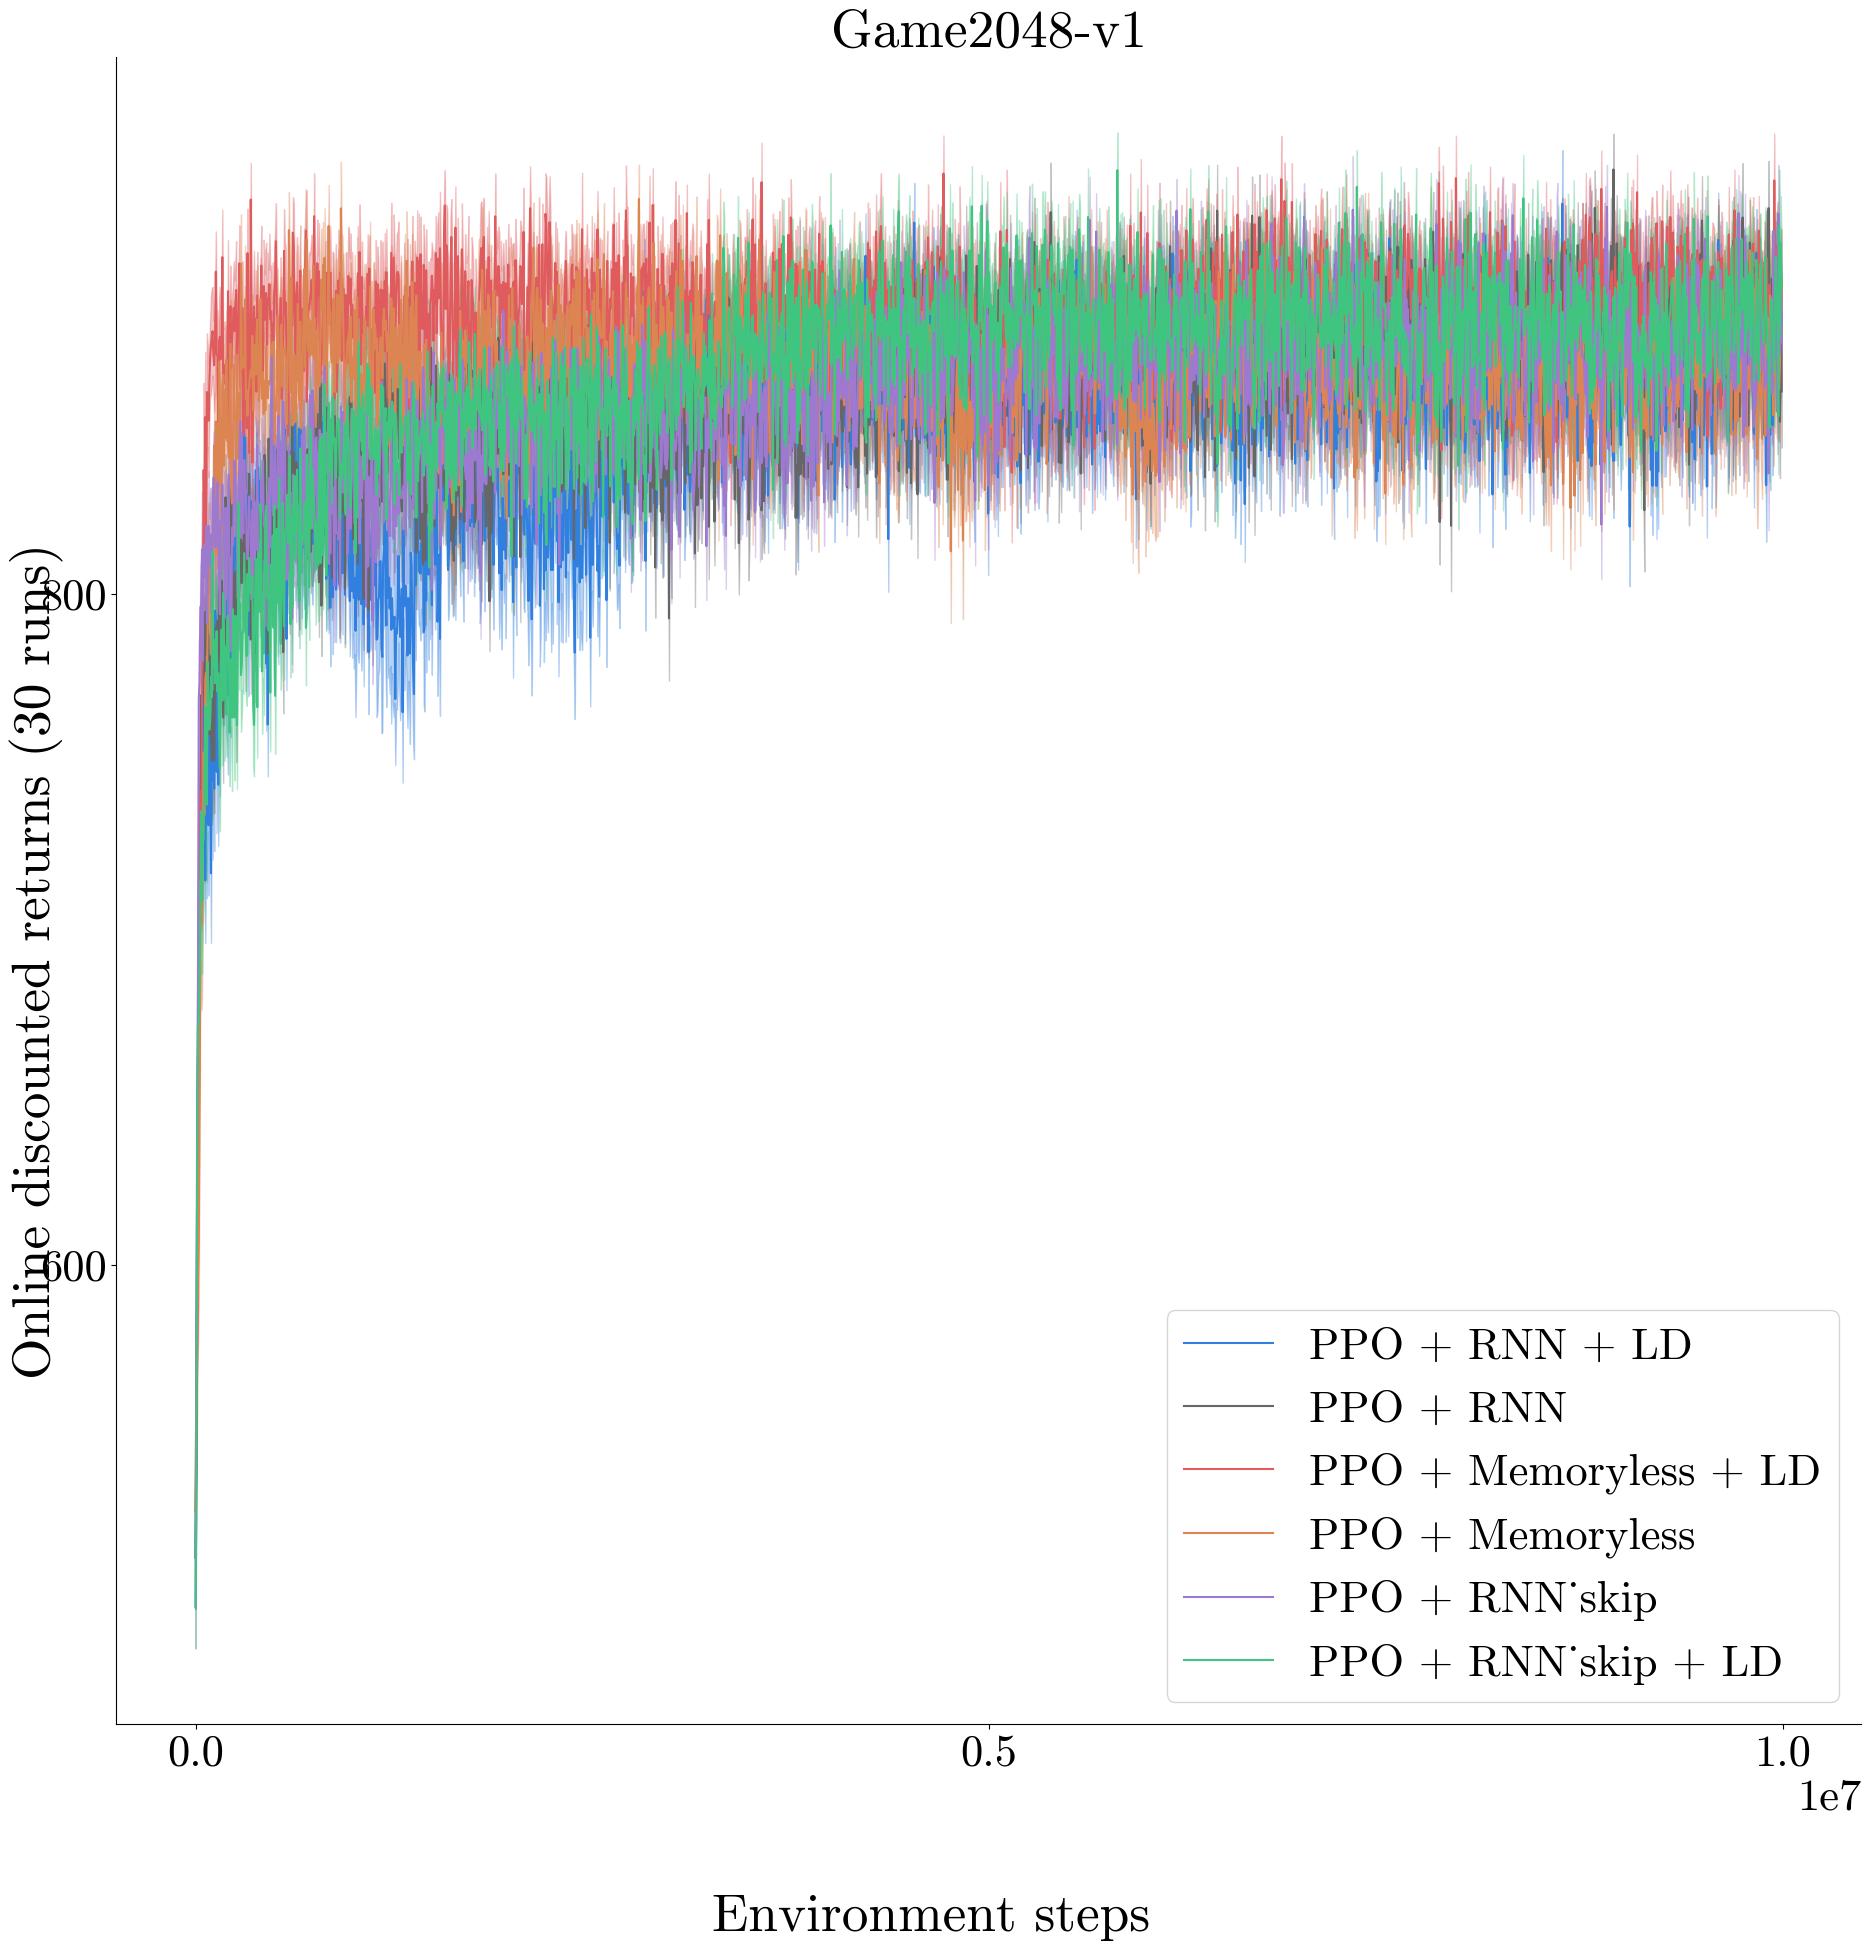 Game2048-v1
Online discounted returns (30 runs)
800
600
PPO + RNN + LD
PPO + RNN
PPO + Memoryless + LD
PPO + Memoryless
PPO + RNN˙skip
PPO + RNN˙skip + LD
0.0 0.5 1.0
1e7
Environment steps